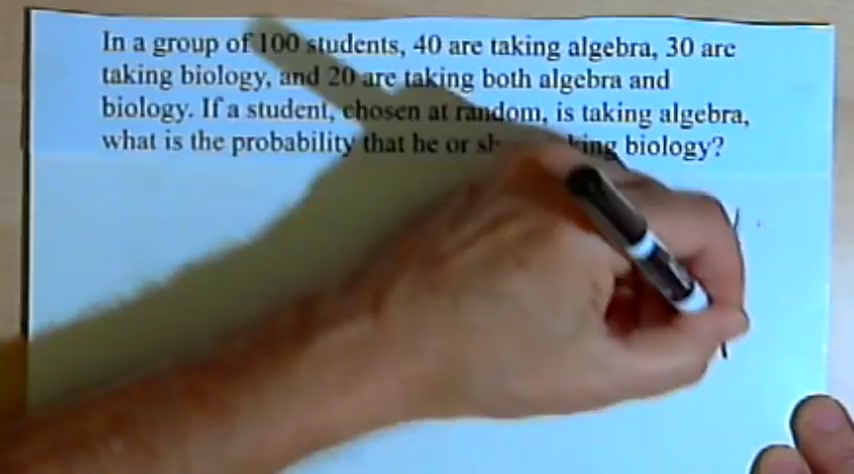 In a group of 100 students, 40 are taking algebra, 30 are
taking biology, and 20 are taking both algebra and
biology. If a student, chosen at random, is taking algebra,
what is the probability that he or biology?